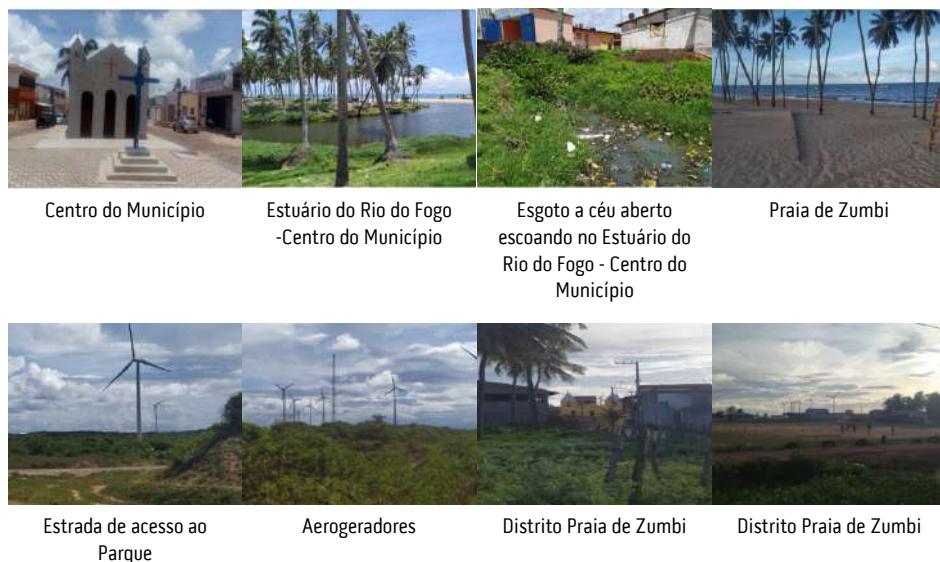 Centro do Município
Estuário do Rio do Fogo
-Centro do Município
Esgoto a céu aberto
escoando no Estuário do
Rio do Fogo - Centro do
Município
Praia de Zumbi
Estrada de acesso ao
Parque
Aerogeradores
Distrito Praia de Zumbi
Distrito Praia de Zumbi